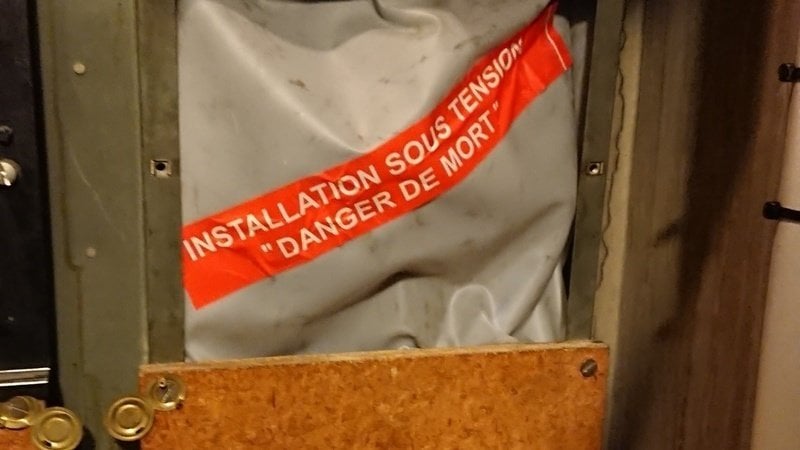 INSTALLATION SOUS TENSION
" DANGER DE MORT "